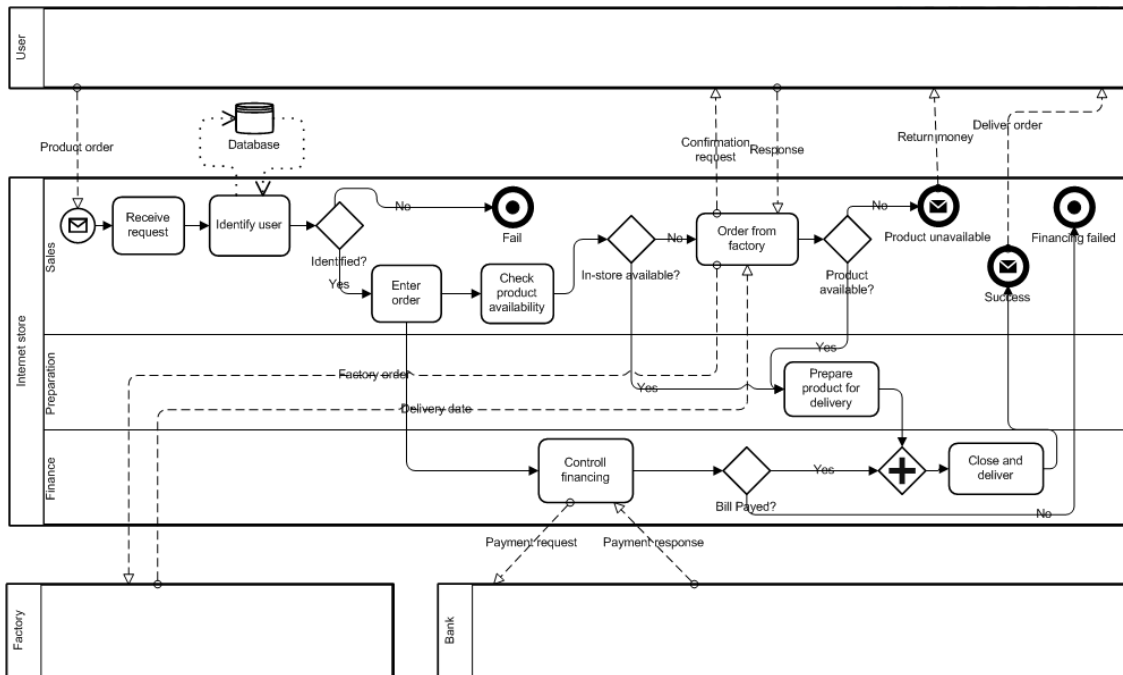 User
Product order
Database
Confirmation
request
Response
Return money
Deliver order
Internet store
Sales
Receive
request
Identify user
Identified?
No
Fail
Yes
Enter
order
Check
product
availability
In-store available?
No
Order from
factory
Product
available?
No
Product unavailable
Financing failed
Success
Yes
Preparation
Factory order
Yes
Prepare
product for
delivery
Delivery date
Finance
Controll
financing
Bill Payed?
Yes
Close and
deliver
No
Payment request
Payment response
Factory
Bank